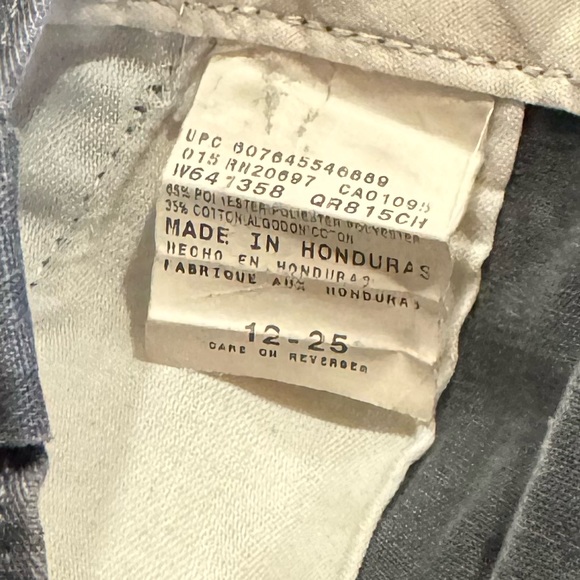 UPC 607645546669
015 RN20697 CA01095
W641358 QR815CH
65% POLYESTER POLIESTER POLYESTER
35% COTTON ALGODON COTON
MADE IN HONDURAS
HECHO EN HONDURAS
FABRIQUE AUX HONDURAS
12-25
CARE ON REVERSE